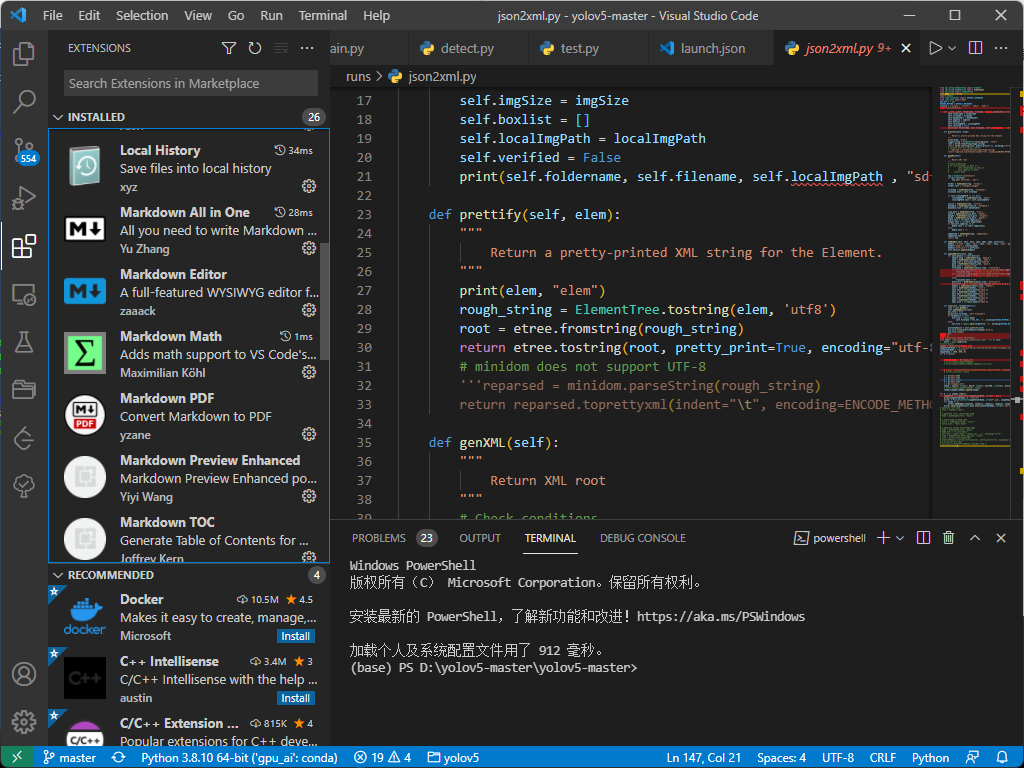 File Edit Selection View Go Run Terminal Help json2xml.py - yolov5-master - Visual Studio Code
EXTENSIONS
ain.py detect.py test.py launch.json json2xml.py 9+
Search Extensions in Marketplace
INSTALLED 26
Local History 34ms
Save files into local history
xyz
Markdown All in One 28ms
All you need to write Markdown ...
Yu Zhang
Markdown Editor
A full-featured WYSIWYG editor f...
zaaack
Markdown Math 1ms
Adds math support to VS Code's...
Maximilian Köhl
Markdown PDF
Convert Markdown to PDF
yzane
Markdown Preview Enhanced
Markdown Preview Enhanced po...
Yiyi Wang
Markdown TOC
Generate Table of Contents for ...
Joffrey Kern
RECOMMENDED 4
Docker 10.5M 4.5
Makes it easy to create, manage,...
Microsoft Install
docker
C++ Intellisense 3.4M 3
C/C++ Intellisense with the help ...
austin Install
C++
C/C++ Extension ... 815K 4
Popular extensions for C++ deve...
C/C++
554
runs > json2xml.py
17 self.imgSize = imgSize
18 self.boxlist = []
19 self.localImgPath = localImgPath
20 self.verified = False
21 print(self.foldername, self.filename, self.localImgPath , "sd
22
23 def prettify(self, elem):
24 """
25 Return a pretty-printed XML string for the Element.
26 """
27 print(elem, "elem")
28 rough_string = ElementTree.tostring(elem, 'utf8')
29 root = etree.fromstring(rough_string)
30 return etree.tostring(root, pretty_print=True, encoding="utf-8
31 # minidom does not support UTF-8
32 '''reparsed = minidom.parseString(rough_string)
33 return reparsed.toprettyxml(indent="\t", encoding=ENCODE_METHO
34
35 def genXML(self):
36 """
37 Return XML root
38 """
39 # Check conditions
PROBLEMS 23 OUTPUT TERMINAL DEBUG CONSOLE powershell
Windows PowerShell
版权所有（C） Microsoft Corporation。保留所有权利。
安装最新的 PowerShell，了解新功能和改进！https://aka.ms/PSWindows
加载个人及系统配置文件用了 912 毫秒。
(base) PS D:\yolov5-master\yolov5-master>
master Python 3.8.10 64-bit ('gpu_ai': conda) 19 4 yolov5 Ln 147, Col 21 Spaces: 4 UTF-8 CRLF Python